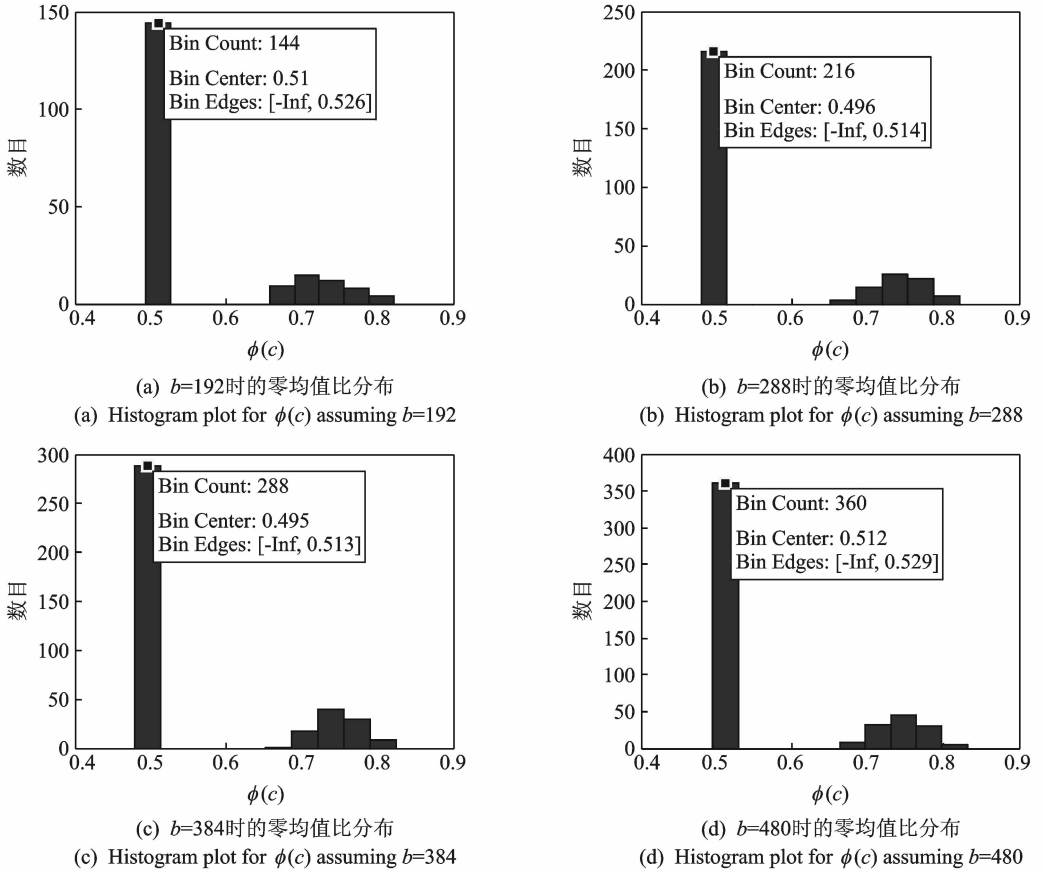 150
100
50
0
数目
Bin Count: 144
Bin Center: 0.51
Bin Edges: [-Inf, 0.526]
0.4 0.5 0.6 0.7 0.8 0.9
ϕ(c)
(a) b=192时的零均值比分布
(a) Histogram plot for ϕ(c) assuming b=192
250
200
150
100
50
0
数目
Bin Count: 216
Bin Center: 0.496
Bin Edges: [-Inf, 0.514]
0.4 0.5 0.6 0.7 0.8 0.9
ϕ(c)
(b) b=288时的零均值比分布
(b) Histogram plot for ϕ(c) assuming b=288
300
250
200
150
100
50
0
数目
Bin Count: 288
Bin Center: 0.495
Bin Edges: [-Inf, 0.513]
0.4 0.5 0.6 0.7 0.8 0.9
ϕ(c)
(c) b=384时的零均值比分布
(c) Histogram plot for ϕ(c) assuming b=384
400
350
300
250
200
150
100
50
0
数目
Bin Count: 360
Bin Center: 0.512
Bin Edges: [-Inf, 0.529]
0.4 0.5 0.6 0.7 0.8 0.9
ϕ(c)
(d) b=480时的零均值比分布
(d) Histogram plot for ϕ(c) assuming b=480